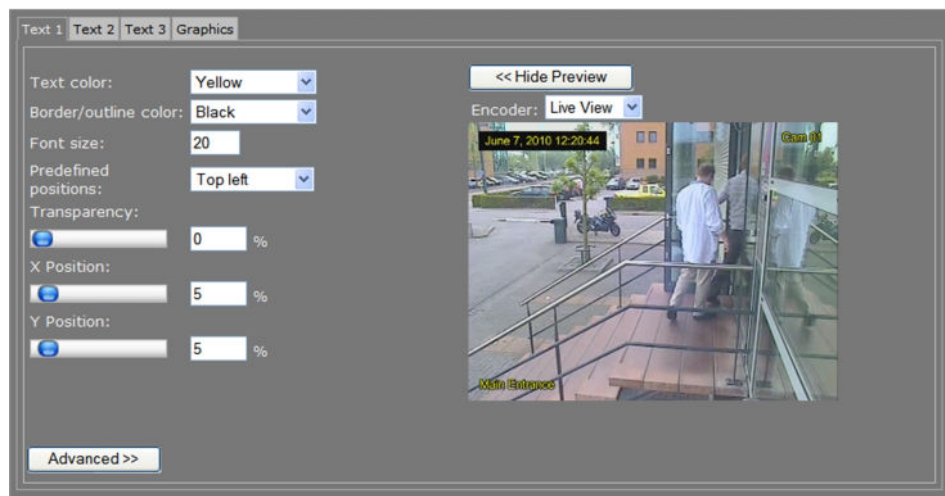 Text 1 Text 2 Text 3 Graphics
Text color: Yellow
Border/outline color: Black
Font size: 20
Predefined positions: Top left
Transparency:
0 %
X Position:
5 %
Y Position:
5 %
Advanced >>
<< Hide Preview
Encoder: Live View
June 7, 2010 12:20:44
Cam 01
Main Entrance